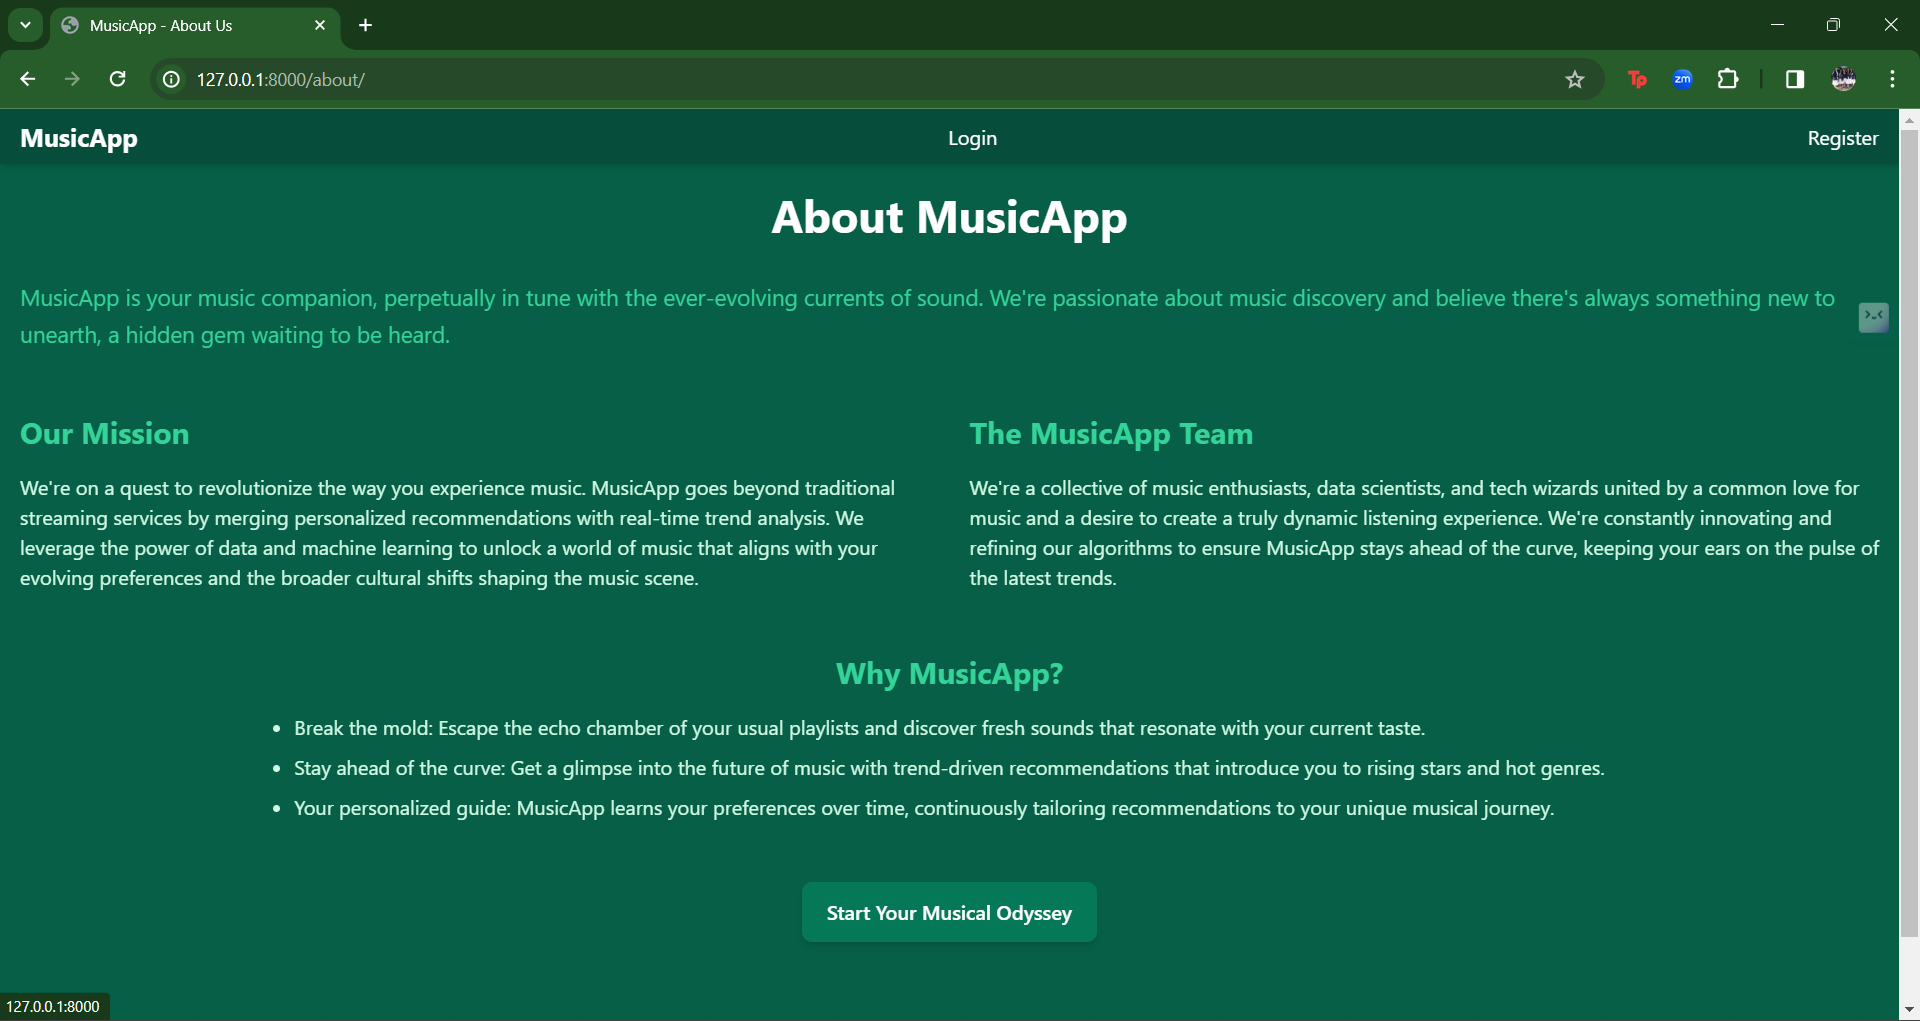 MusicApp - About Us
127.0.0.1:8000/about/
Tp
zm
MusicApp
Login
Register
About MusicApp
MusicApp is your music companion, perpetually in tune with the ever-evolving currents of sound. We're passionate about music discovery and believe there's always something new to
unearth, a hidden gem waiting to be heard.
Our Mission
We're on a quest to revolutionize the way you experience music. MusicApp goes beyond traditional
streaming services by merging personalized recommendations with real-time trend analysis. We
leverage the power of data and machine learning to unlock a world of music that aligns with your
evolving preferences and the broader cultural shifts shaping the music scene.
The MusicApp Team
We're a collective of music enthusiasts, data scientists, and tech wizards united by a common love for
music and a desire to create a truly dynamic listening experience. We're constantly innovating and
refining our algorithms to ensure MusicApp stays ahead of the curve, keeping your ears on the pulse of
the latest trends.
Why MusicApp?
• Break the mold: Escape the echo chamber of your usual playlists and discover fresh sounds that resonate with your current taste.
• Stay ahead of the curve: Get a glimpse into the future of music with trend-driven recommendations that introduce you to rising stars and hot genres.
• Your personalized guide: MusicApp learns your preferences over time, continuously tailoring recommendations to your unique musical journey.
Start Your Musical Odyssey
127.0.0.1:8000